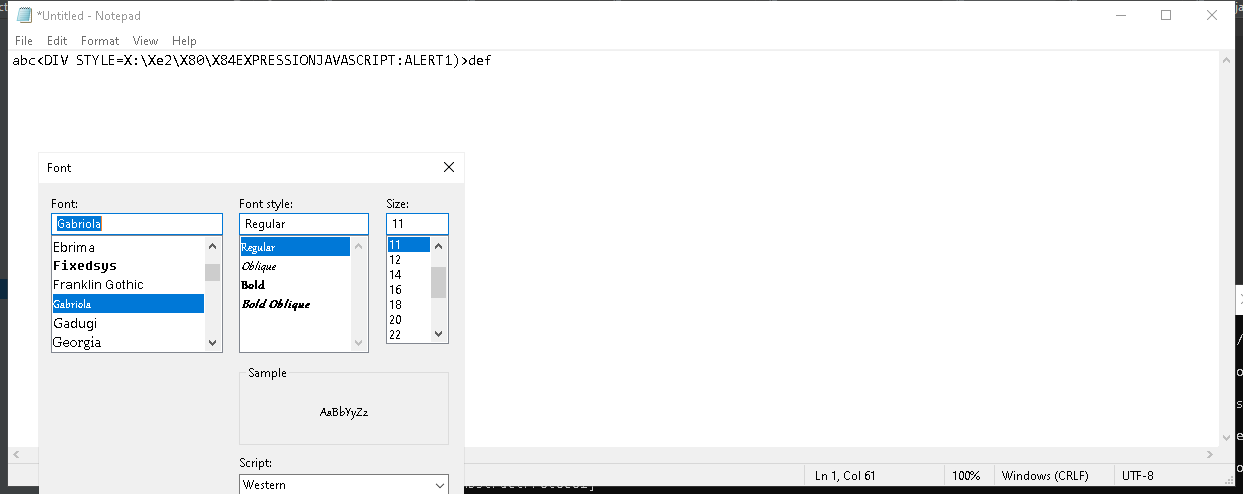 *Untitled - Notepad
File Edit Format View Help
abc<DIV STYLE=X:\Xe2\X80\X84EXPRESSIONJAVASCRIPT:ALERT1)>def
Font
Font: Font style: Size:
Gabriola Regular 11
Ebrima Regular 11
Fixedsys Oblique 12
Franklin Gothic Bold 14
Gabriola Bold Oblique 16
Gadugi 18
Georgia 20
22
Sample
AaBbYyZz
Script:
Western
Ln 1, Col 61 100% Windows (CRLF) UTF-8